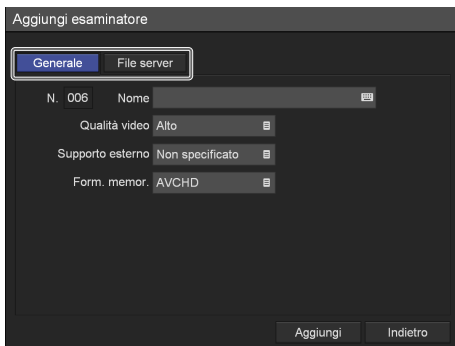 Aggiungi esaminatore
Generale File server
N. 006 Nome
Qualità video Alto
Supporto esterno Non specificato
Form. memor. AVCHD
Aggiungi Indietro